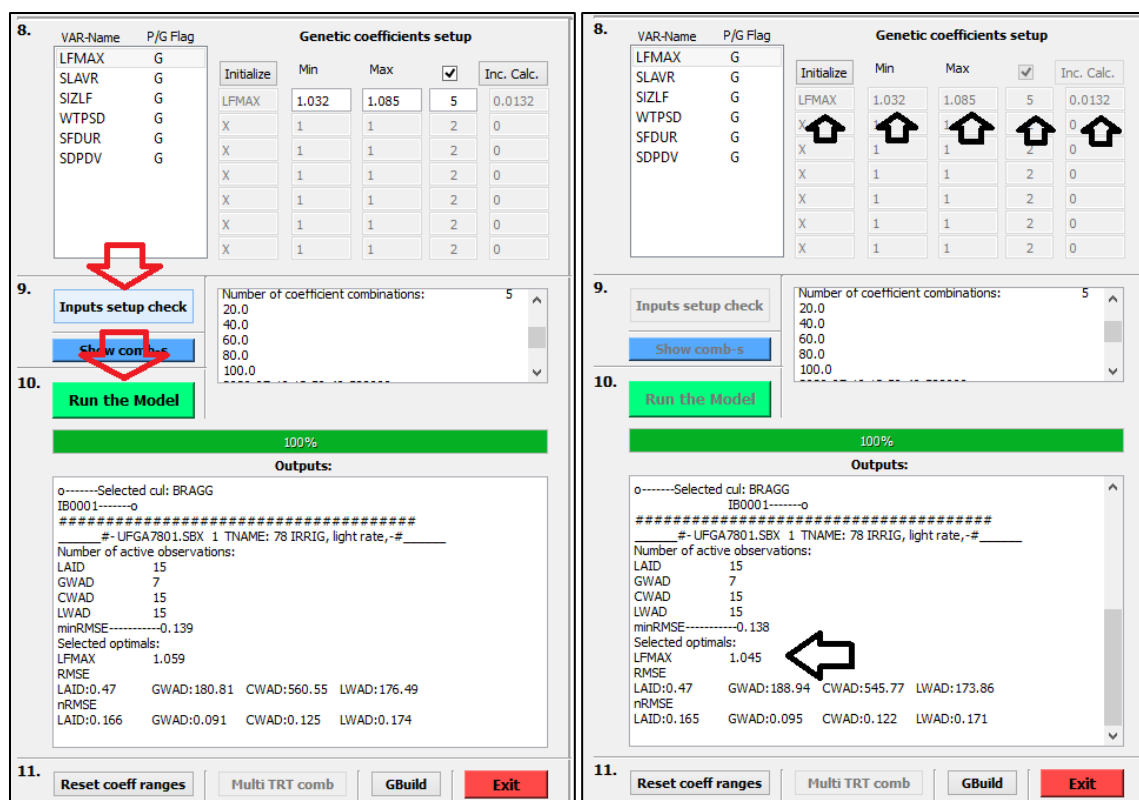 8.
VAR-Name P/G Flag Genetic coefficients setup
LFMAX G
SLAVR G
SIZLF G
WTPSD G
SFDUR G
SDPDV G
Initialize Min Max Inc. Calc.
LFMAX 1.032 1.085 5 0.0132
X 1 1 2 0
X 1 1 2 0
X 1 1 2 0
X 1 1 2 0
X 1 1 2 0
X 1 1 2 0
9.
Inputs setup check
Show comb-s
Number of coefficient combinations: 5
20.0
40.0
60.0
80.0
100.0
10.
Run the Model
100%
Outputs:
o-------Selected cul: BRAGG
IB0001-------o
######################################
______#- UFGA7801.SBX 1 TNAME: 78 IRRIG, light rate,-#______
Number of active observations:
LAID 15
GWAD 7
CWAD 15
LWAD 15
minRMSE-----------0.139
Selected optimals:
LFMAX 1.059
RMSE
LAID:0.47 GWAD:180.81 CWAD:560.55 LWAD:176.49
nRMSE
LAID:0.166 GWAD:0.091 CWAD:0.125 LWAD:0.174
11.
Reset coeff ranges Multi TRT comb GBuild Exit
8.
VAR-Name P/G Flag Genetic coefficients setup
LFMAX G
SLAVR G
SIZLF G
WTPSD G
SFDUR G
SDPDV G
Initialize Min Max Inc. Calc.
LFMAX 1.032 1.085 5 0.0132
X 1 1 0
X 1 1 2 0
X 1 1 2 0
X 1 1 2 0
X 1 1 2 0
X 1 1 2 0
9.
Inputs setup check
Show comb-s
Number of coefficient combinations: 5
20.0
40.0
60.0
80.0
100.0
10.
Run the Model
100%
Outputs:
o-------Selected cul: BRAGG
IB0001-------o
######################################
______#- UFGA7801.SBX 1 TNAME: 78 IRRIG, light rate,-#______
Number of active observations:
LAID 15
GWAD 7
CWAD 15
LWAD 15
minRMSE-----------0.138
Selected optimals:
LFMAX 1.045
RMSE
LAID:0.47 GWAD:188.94 CWAD:545.77 LWAD:173.86
nRMSE
LAID:0.165 GWAD:0.095 CWAD:0.122 LWAD:0.171
11.
Reset coeff ranges Multi TRT comb GBuild Exit